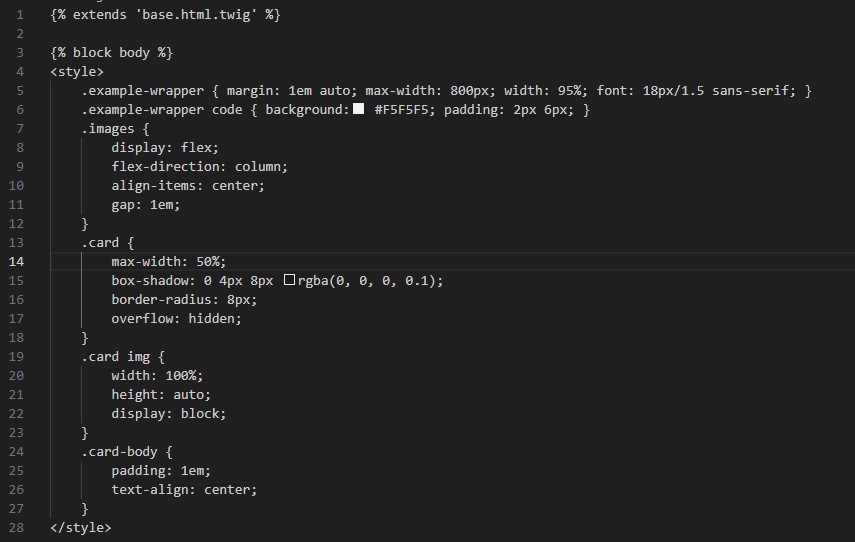 1 {% extends 'base.html.twig' %}
2
3 {% block body %}
4 <style>
5     .example-wrapper { margin: 1em auto; max-width: 800px; width: 95%; font: 18px/1.5 sans-serif; }
6     .example-wrapper code { background: #F5F5F5; padding: 2px 6px; }
7     .images {
8         display: flex;
9         flex-direction: column;
10         align-items: center;
11         gap: 1em;
12     }
13     .card {
14         max-width: 50%;
15         box-shadow: 0 4px 8px rgba(0, 0, 0, 0.1);
16         border-radius: 8px;
17         overflow: hidden;
18     }
19     .card img {
20         width: 100%;
21         height: auto;
22         display: block;
23     }
24     .card-body {
25         padding: 1em;
26         text-align: center;
27     }
28 </style>